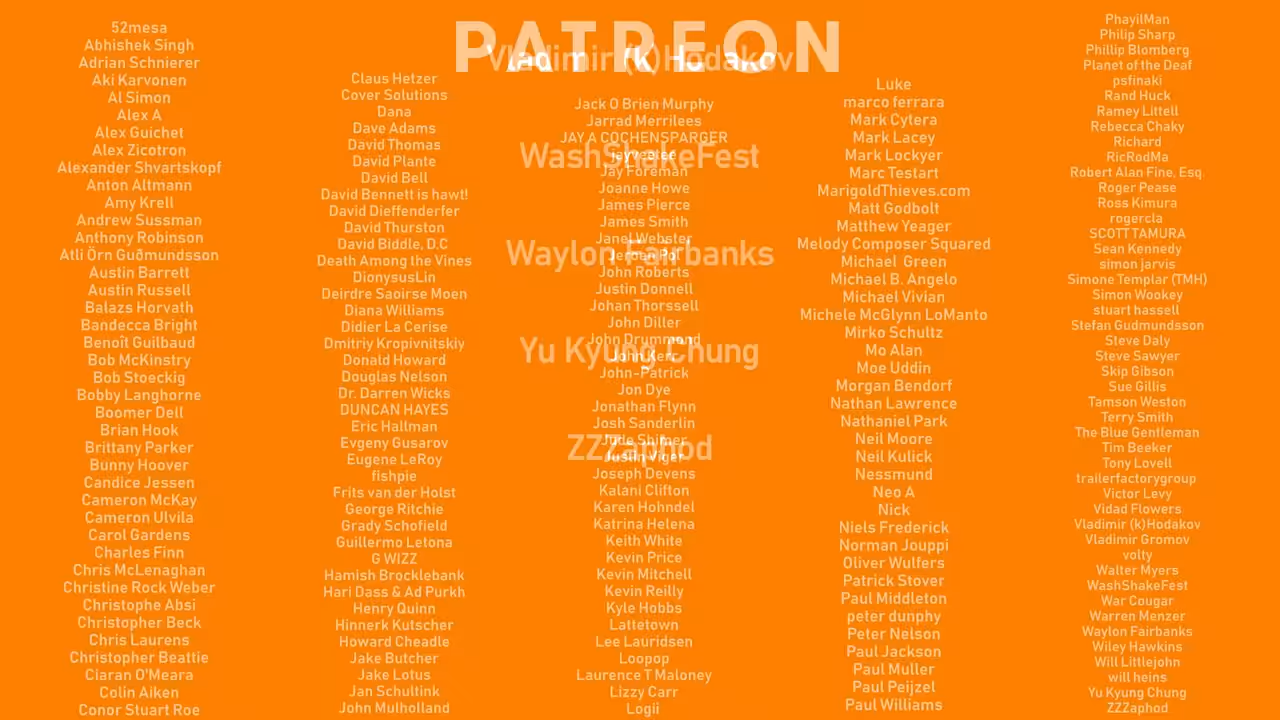 PATREON
Vladimir (k)Hodakov
WashShakeFest
Waylon Fairbanks
Yu Kyung Chung
ZZZaphod
52mesa
Abhishek Singh
Adrian Schnierer
Aki Karvonen
Al Simon
Alex A
Alex Guichet
Alex Zicotron
Alexander Shvartskopf
Anton Altmann
Amy Krell
Andrew Sussman
Anthony Robinson
Atli Örn Guðmundsson
Austin Barrett
Austin Russell
Balazs Horvath
Bandecca Bright
Benoît Guilbaud
Bob McKinstry
Bob Stoeckig
Bobby Langhorne
Boomer Dell
Brian Hook
Brittany Parker
Bunny Hoover
Candice Jessen
Cameron McKay
Cameron Ulvila
Carol Gardens
Charles Finn
Chris McLenaghan
Christine Rock Weber
Christophe Absi
Christopher Beck
Chris Laurens
Christopher Beattie
Ciaran O'Meara
Colin Aiken
Conor Stuart Roe
Claus Hetzer
Cover Solutions
Dana
Dave Adams
David Thomas
David Plante
David Bell
David Bennett is hawt!
David Dieffenderfer
David Thurston
David Biddle, D.C
Death Among the Vines
DionysusLin
Deirdre Saoirse Moen
Diana Williams
Didier La Cerise
Dmitriy Kropivnitskiy
Donald Howard
Douglas Nelson
Dr. Darren Wicks
DUNCAN HAYES
Eric Hallman
Evgeny Gusarov
Eugene LeRoy
fishpie
Frits van der Holst
George Ritchie
Grady Schofield
Guillermo Letona
G WIZZ
Hamish Brocklebank
Hari Dass & Ad Purkh
Henry Quinn
Hinnerk Kutscher
Howard Cheadle
Jake Butcher
Jake Lotus
Jan Schultink
John Mulholland
Jack O Brien Murphy
Jarrad Merrilees
JAY A COCHENSPARGER
Jay Foreman
Joanne Howe
James Pierce
James Smith
Janel Webster
Jeroen Pol
John Roberts
Justin Donnell
Johan Thorssell
John Diller
John Drummond
John Kerr
John-Patrick
Jon Dye
Jonathan Flynn
Josh Sanderlin
Jude Shimer
Justin Viger
Joseph Devens
Kalani Clifton
Karen Hohndel
Katrina Helena
Keith White
Kevin Price
Kevin Mitchell
Kevin Reilly
Kyle Hobbs
Lattetown
Lee Lauridsen
Loopop
Laurence T Maloney
Lizzy Carr
Logii
Luke
marco ferrara
Mark Cytera
Mark Lacey
Mark Lockyer
Marc Testart
MarigoldThieves.com
Matt Godbolt
Matthew Yeager
Melody Composer Squared
Michael Green
Michael B. Angelo
Michael Vivian
Michele McGlynn LoManto
Mirko Schultz
Mo Alan
Moe Uddin
Morgan Bendorf
Nathan Lawrence
Nathaniel Park
Neil Moore
Neil Kulick
Nessmund
Neo A
Nick
Niels Frederick
Norman Jouppi
Oliver Wulfers
Patrick Stover
Paul Middleton
peter dunphy
Peter Nelson
Paul Jackson
Paul Muller
Paul Peijzel
Paul Williams
PhayilMan
Philip Sharp
Phillip Blomberg
Planet of the Deaf
psfinaki
Rand Huck
Ramey Littell
Rebecca Chaky
Richard
RicRodMa
Robert Alan Fine, Esq
Roger Pease
Ross Kimura
rogercla
SCOTT TAMURA
Sean Kennedy
simon jarvis
Simone Templar (TMH)
Simon Wookey
stuart hassell
Stefan Gudmundsson
Steve Daly
Steve Sawyer
Skip Gibson
Sue Gillis
Tamson Weston
Terry Smith
The Blue Gentleman
Tim Beeker
Tony Lovell
trailerfactorygroup
Victor Levy
Vidad Flowers
Vladimir (k)Hodakov
Vladimir Gromov
volty
Walter Myers
WashShakeFest
War Cougar
Warren Menzer
Waylon Fairbanks
Wiley Hawkins
Will Littlejohn
will heins
Yu Kyung Chung
ZZZaphod